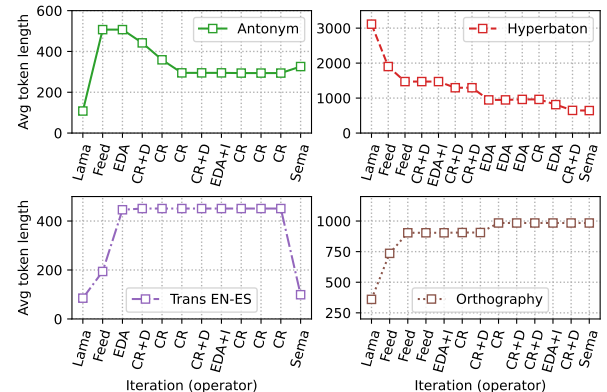 600
400
200
0
Avg token length
Antonym
Lama
Feed
EDA
CR+D
CR
CR
CR+D
EDA+I
CR
CR
CR
Sema
3000
2000
1000
0
Hyperbaton
Lama
Feed
Feed
CR+D
EDA+I
CR+D
CR+D
EDA
EDA
CR
EDA
CR+D
Sema
400
200
0
Avg token length
Trans EN-ES
Lama
Feed
EDA
CR+D
CR
CR
CR+D
EDA+I
CR
CR
CR
Sema
Iteration (operator)
1000
750
500
250
Orthography
Lama
Feed
Feed
Feed
EDA+I
CR
CR+D
CR
CR+D
CR+D
EDA+I
CR+D
Sema
Iteration (operator)